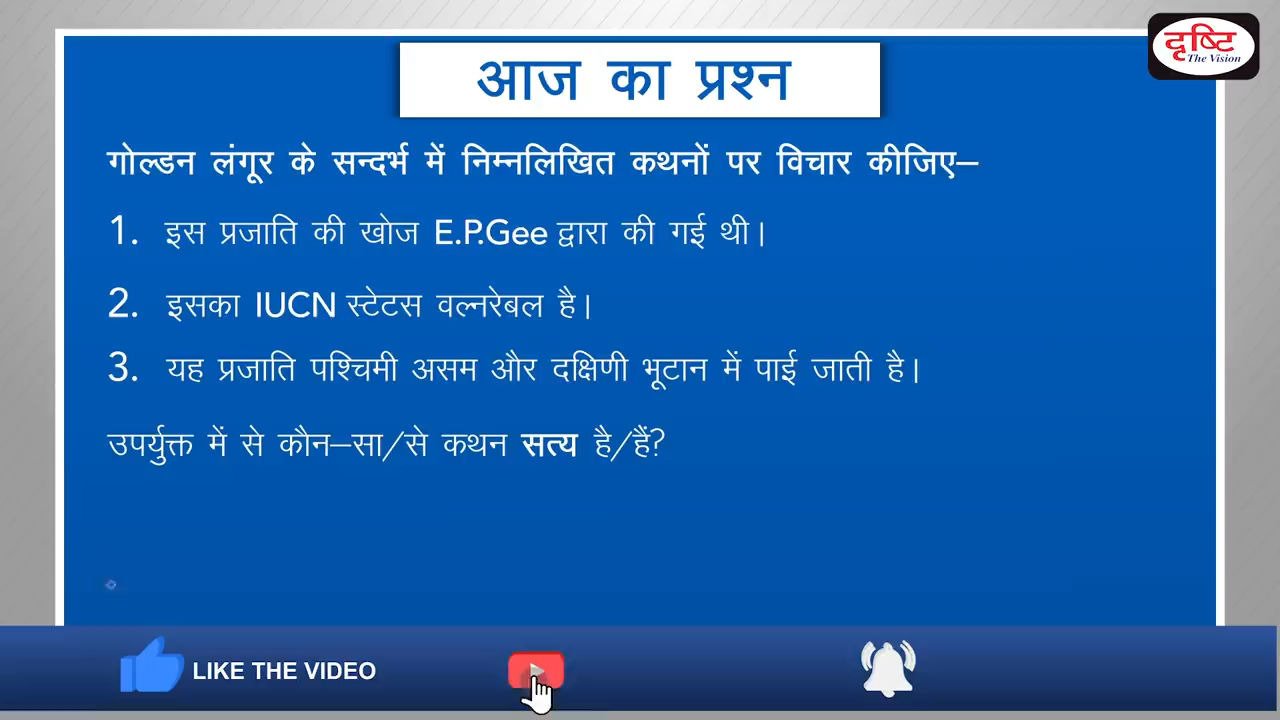 दृष्टि
The Vision
आज का प्रश्न
गोल्डन लंगूर के सन्दर्भ में निम्नलिखित कथनों पर विचार कीजिए–
1. इस प्रजाति की खोज E.P.Gee द्वारा की गई थी।
2. इसका IUCN स्टेटस वल्नरेबल है।
3. यह प्रजाति पश्चिमी असम और दक्षिणी भूटान में पाई जाती है।
उपर्युक्त में से कौन–सा/से कथन सत्य है/हैं?
LIKE THE VIDEO